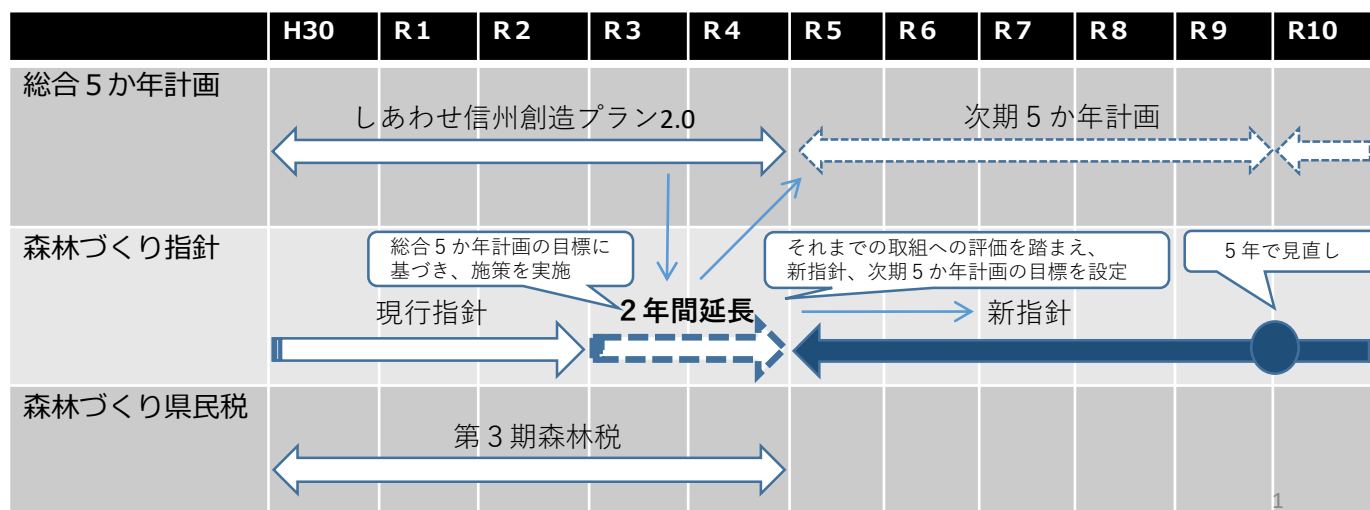 H30 R1 R2 R3 R4 R5 R6 R7 R8 R9 R10
総合５か年計画
しあわせ信州創造プラン2.0
次期５か年計画
森林づくり指針
総合５か年計画の目標に
基づき、施策を実施
それまでの取組への評価を踏まえ、
新指針、次期５か年計画の目標を設定
５年で見直し
現行指針
２年間延長
新指針
森林づくり県民税
第３期森林税
1